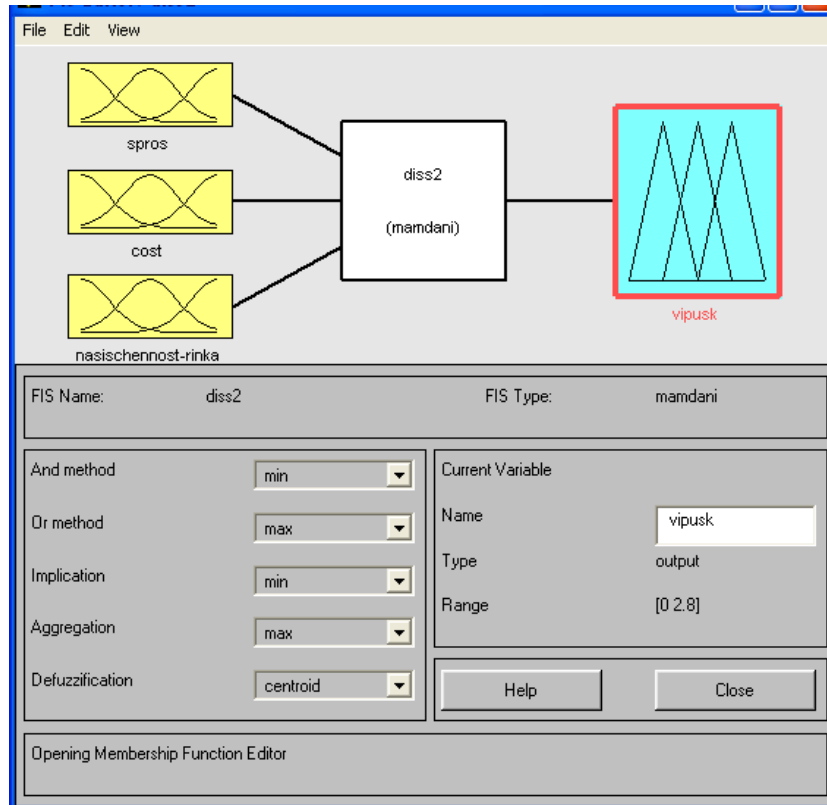 File Edit View
spros
cost
nasischennost-rinka
diss2
(mamdani)
vipusk
FIS Name: diss2 FIS Type: mamdani
And method min
Or method max
Implication min
Aggregation max
Defuzzification centroid
Current Variable
Name vipusk
Type output
Range [0 2.8]
Help Close
Opening Membership Function Editor